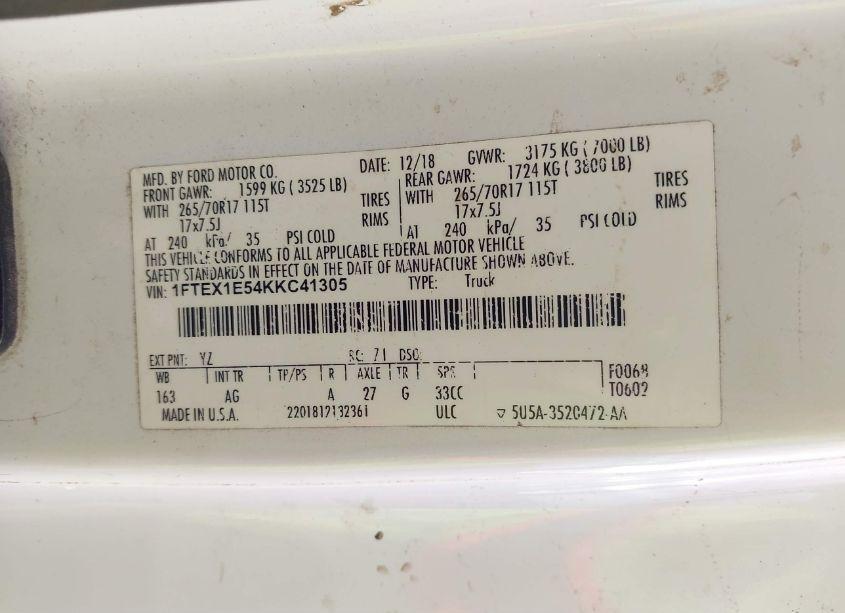 MFD. BY FORD MOTOR CO. DATE: 12/18 GVWR: 3175 KG ( 7000 LB)
FRONT GAWR: 1599 KG ( 3525 LB) REAR GAWR: 1724 KG ( 3800 LB)
WITH 265/70R17 115T TIRES WITH 265/70R17 115T TIRES
17x7.5J RIMS 17x7.5J RIMS
AT 240 kPa/ 35 PSI COLD AT 240 kPa/ 35 PSI COLD
THIS VEHICLE CONFORMS TO ALL APPLICABLE FEDERAL MOTOR VEHICLE
SAFETY STANDARDS IN EFFECT ON THE DATE OF MANUFACTURE SHOWN ABOVE.
VIN: 1FTEX1E54KKC41305 TYPE: Truck
EXT PNT: YZ RC: 71 DSO:
WB INT TR TP/PS R AXLE TR SPR F0068
163 AG A 27 G 33CC T0602
MADE IN U.S.A. ULC 5U5A-3520472-AA